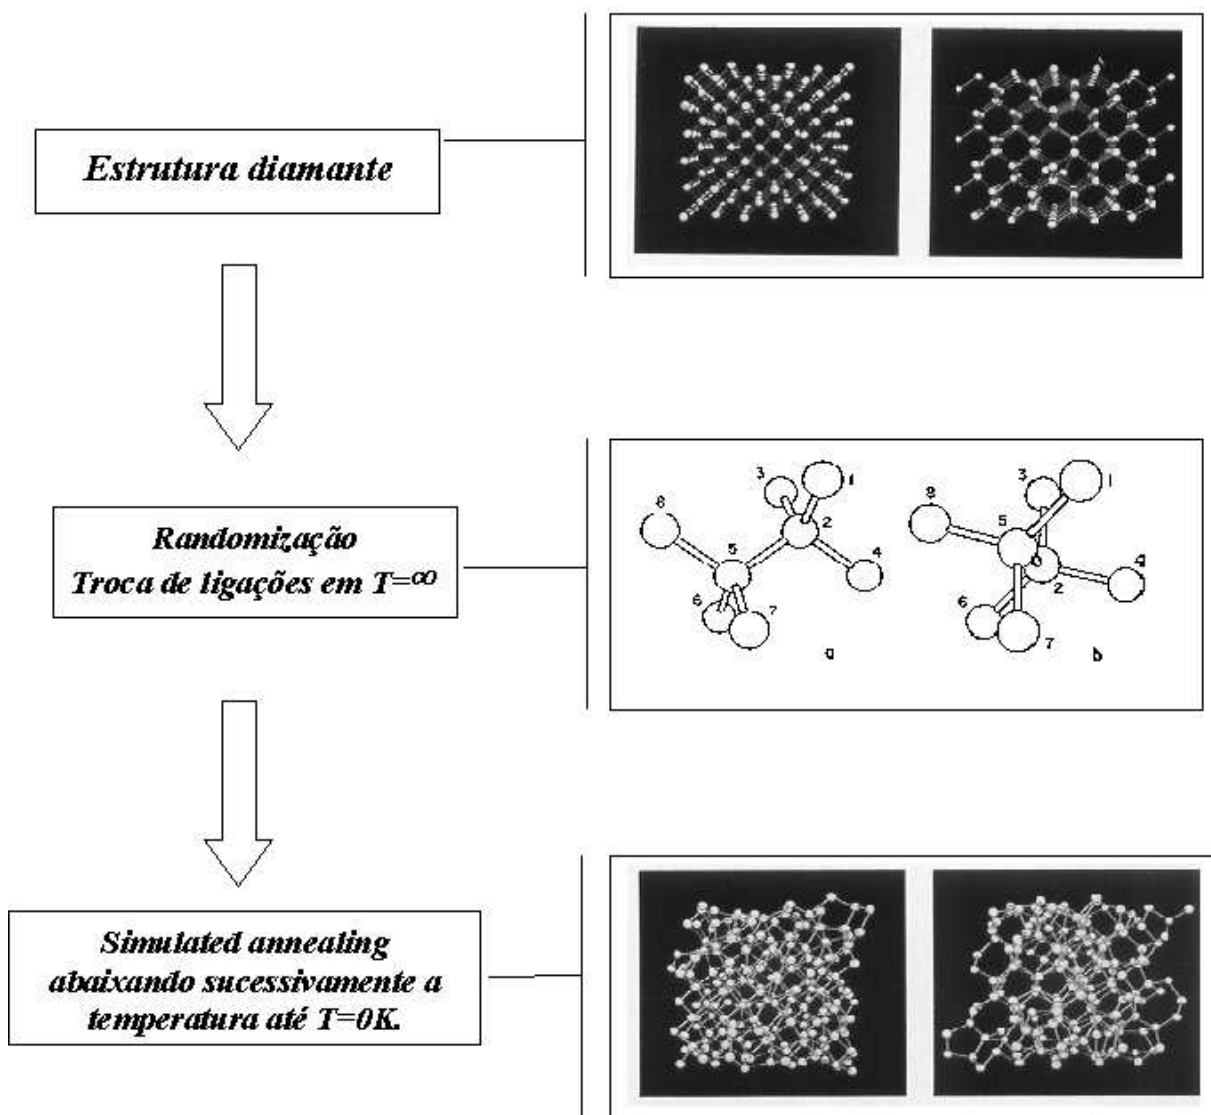 Estrutura diamante
Randomização
Troca de ligações em T=∞
3
1
8
2
5
4
6
7
a
3
1
8
5
4
2
6
7
b
Simulated annealing
abaixando sucessivamente a
temperatura até T=0K.